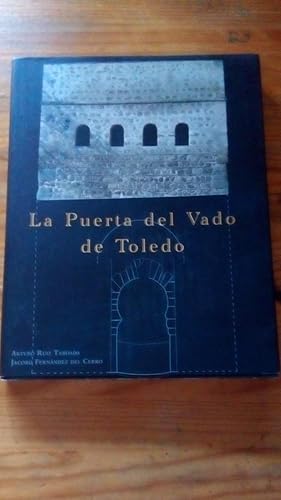 La Puerta del Vado
de Toledo
Arturo Ruiz Taboada
Jacobo Fernández del Cerro